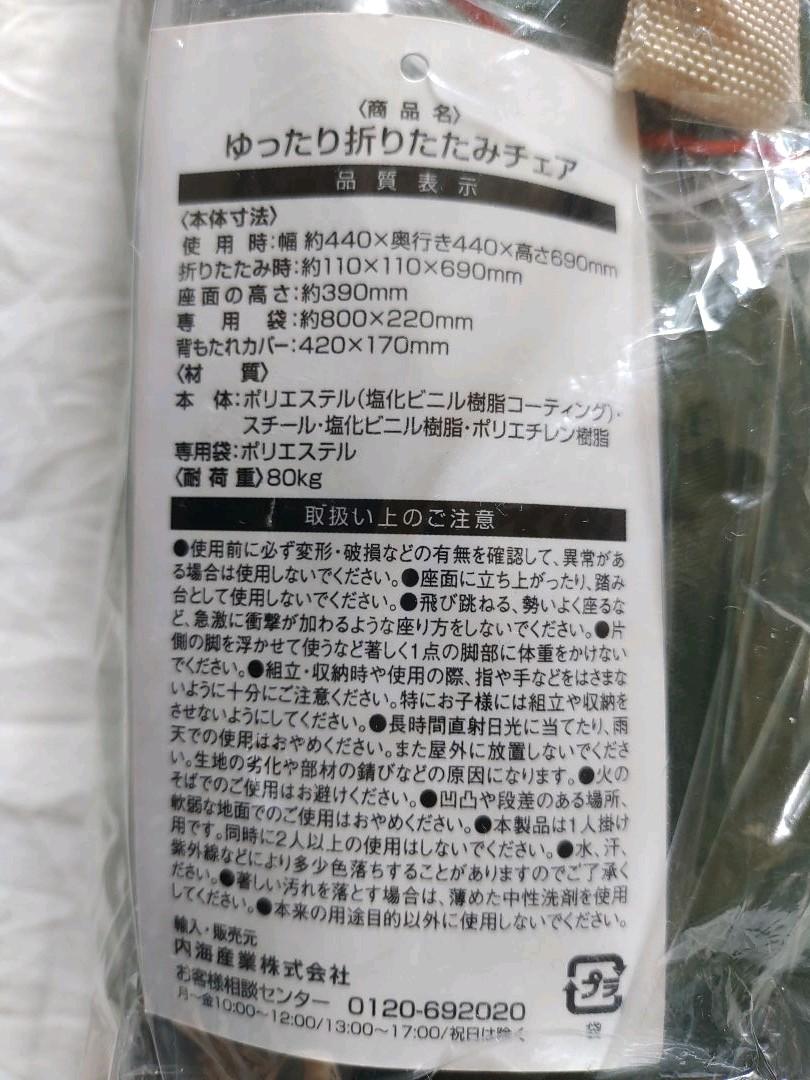 〈商品名〉
ゆったり折りたたみチェア
品質表示
〈本体寸法〉
使用時:幅 約440×奥行き440×高さ690mm
折りたたみ時:約110×110×690mm
座面の高さ:約390mm
専用袋:約800×220mm
背もたれカバー:420×170mm
〈材質〉
本体:ポリエステル(塩化ビニル樹脂コーティング)・
スチール・塩化ビニル樹脂・ポリエチレン樹脂
専用袋:ポリエステル
〈耐荷重〉80kg
取扱い上のご注意
●使用前に必ず変形・破損などの有無を確認して、異常があ
る場合は使用しないでください。●座面に立ち上がったり、踏み
台として使用しないでください。●飛び跳ねる、勢いよく座るな
ど、急激に衝撃が加わるような座り方をしないでください。●片
側の脚を浮かせて使うなど著しく1点の脚部に体重をかけない
でください。●組立・収納時や使用の際、指や手などをはさまな
いように十分にご注意ください。特にお子様には組立や収納を
させないようにしてください。●長時間直射日光に当てたり、雨
天での使用はおやめください。また屋外に放置しないでくださ
い。生地の劣化や部材の錆びなどの原因になります。●火の
そばでのご使用はお避けください。●凹凸や段差のある場所、
軟弱な地面でのご使用はおやめください。●本製品は1人掛け
用です。同時に2人以上の使用はしないでください。●水、汗、
紫外線などにより多少色落ちすることがありますのでご了承く
ださい。●著しい汚れを落とす場合は、薄めた中性洗剤を使用
してください。●本来の用途目的以外に使用しないでください。
輸入・販売元
内海産業株式会社
お客様相談センター 0120-692020
月〜金10:00〜12:00/13:00〜17:00/祝日は除く
プラ
袋